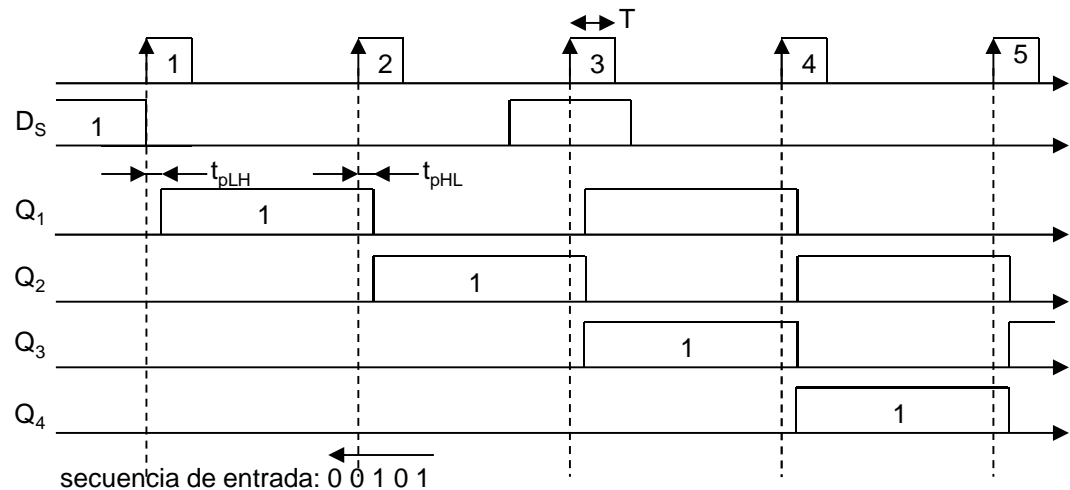 T
1 2 3 4 5
D_S
1
t_pLH t_pHL
Q_1
1
Q_2
1
Q_3
1
Q_4
1
secuencia de entrada: 0 0 1 0 1